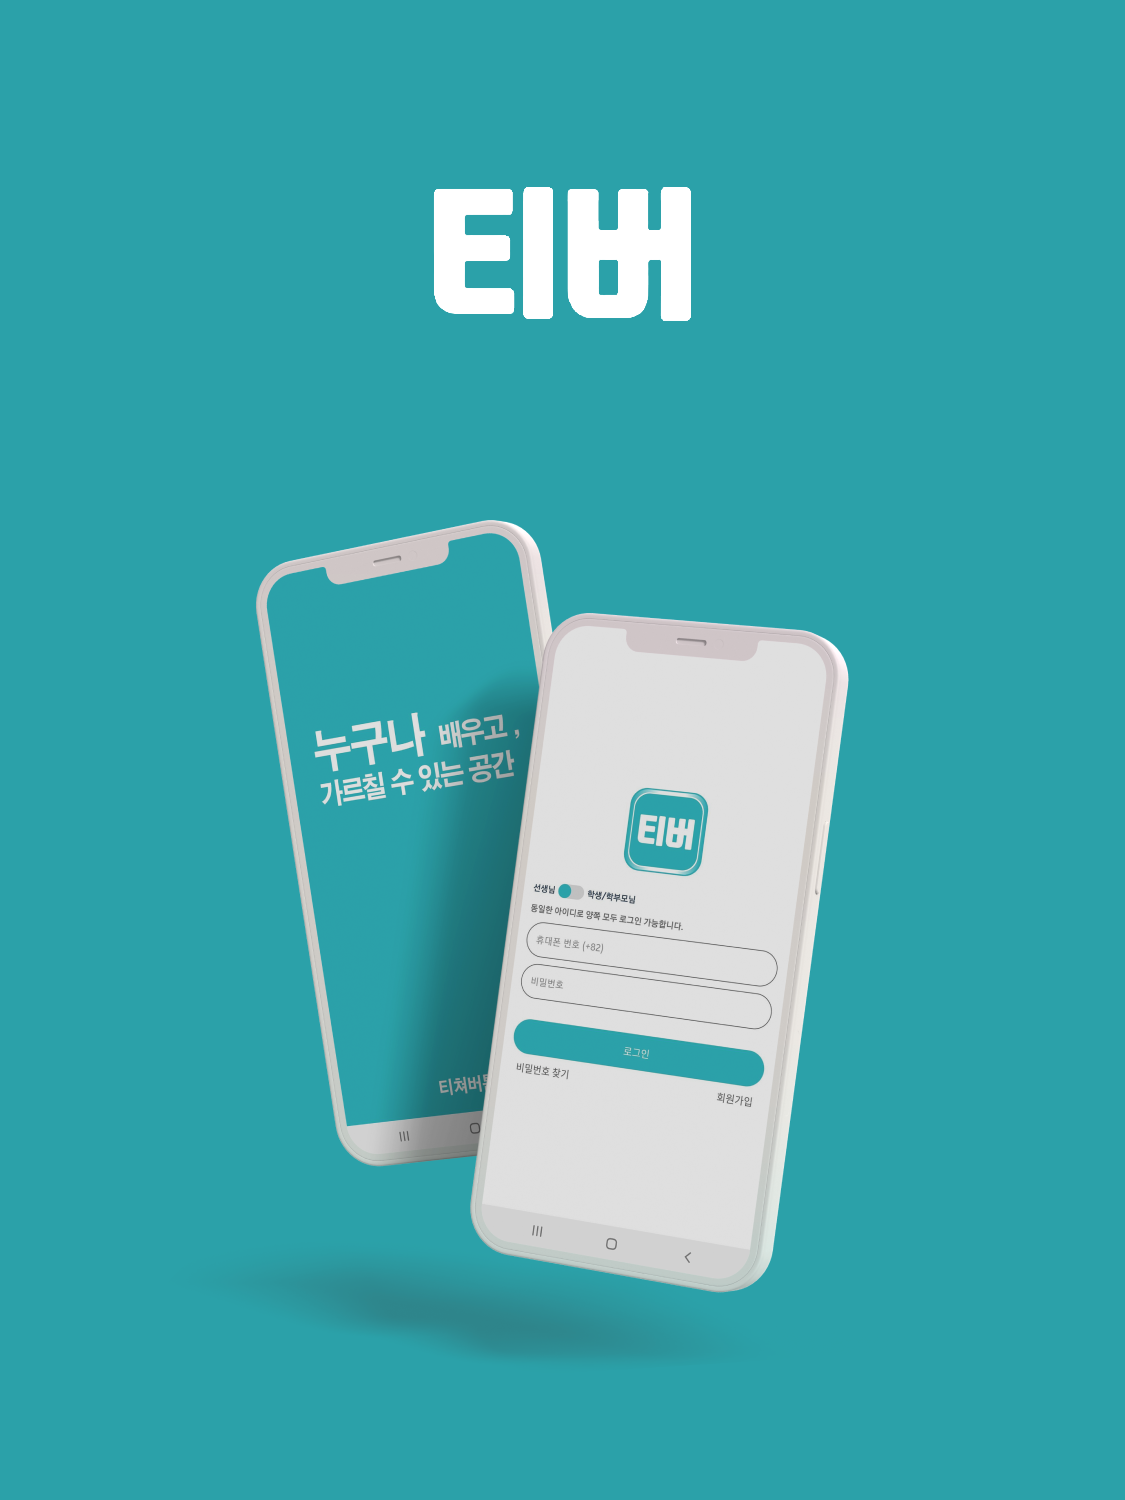 티버
누구나 배우고 ,
가르칠 수 있는 공간
티버
선생님 학생/학부모님
동일한 아이디로 양쪽 모두 로그인 가능합니다.
휴대폰 번호 (+82)
비밀번호
로그인
비밀번호 찾기
회원가입